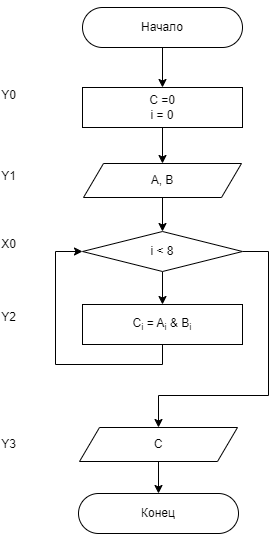 Начало
Y0
C =0
i = 0
Y1
A, B
X0
i < 8
Y2
Cᵢ = Aᵢ & Bᵢ
Y3
C
Конец